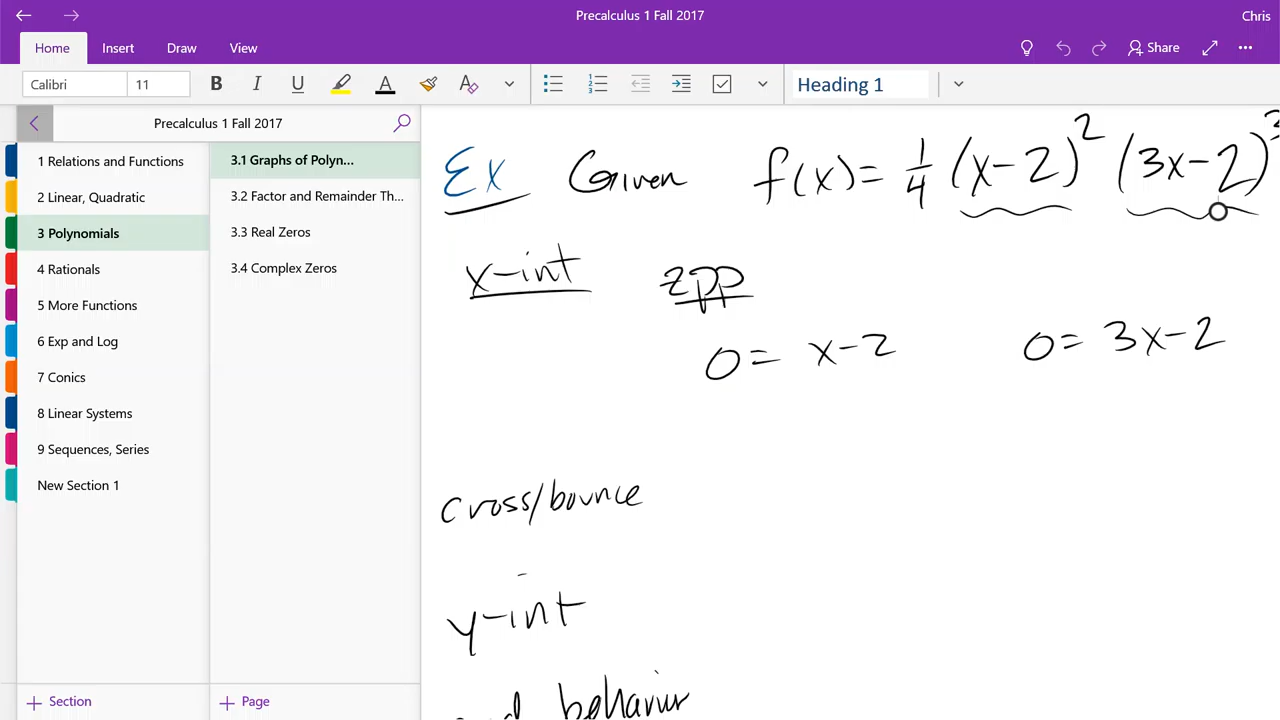 Precalculus 1 Fall 2017
Chris
Home Insert Draw View
Share
Calibri 11 B I U A Heading 1
Precalculus 1 Fall 2017
1 Relations and Functions
2 Linear, Quadratic
3 Polynomials
4 Rationals
5 More Functions
6 Exp and Log
7 Conics
8 Linear Systems
9 Sequences, Series
New Section 1
3.1 Graphs of Polyn...
3.2 Factor and Remainder Th...
3.3 Real Zeros
3.4 Complex Zeros
Section
Page
Ex Given f(x) = 1/4 (x-2)² (3x-2)
x-int zpp
0 = x-2 0 = 3x-2
cross/bounce
y-int
end behavior